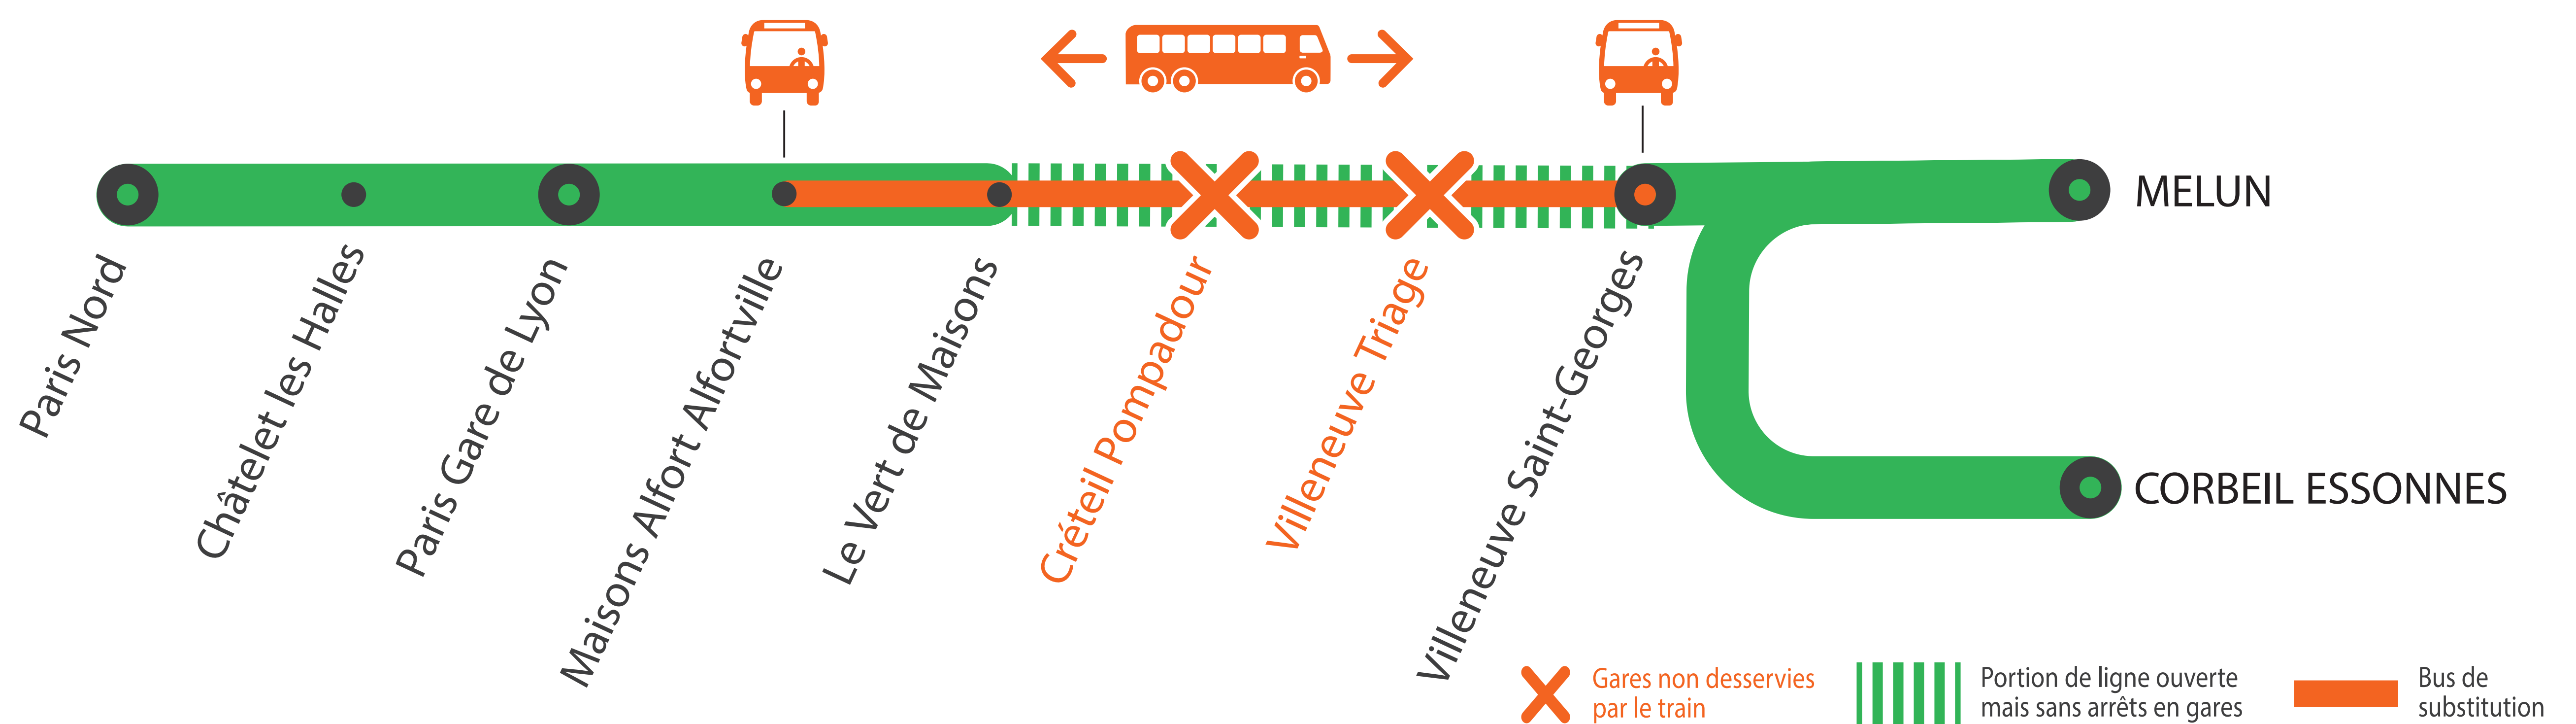 Paris Nord
Châtelet les Halles
Paris Gare de Lyon
Maisons Alfort Alfortville
Le Vert de Maisons
Créteil Pompadour
Villeneuve Triage
Villeneuve Saint-Georges
MELUN
CORBEIL ESSONNES
Gares non desservies
par le train
Portion de ligne ouverte
mais sans arrêts en gares
Bus de
substitution